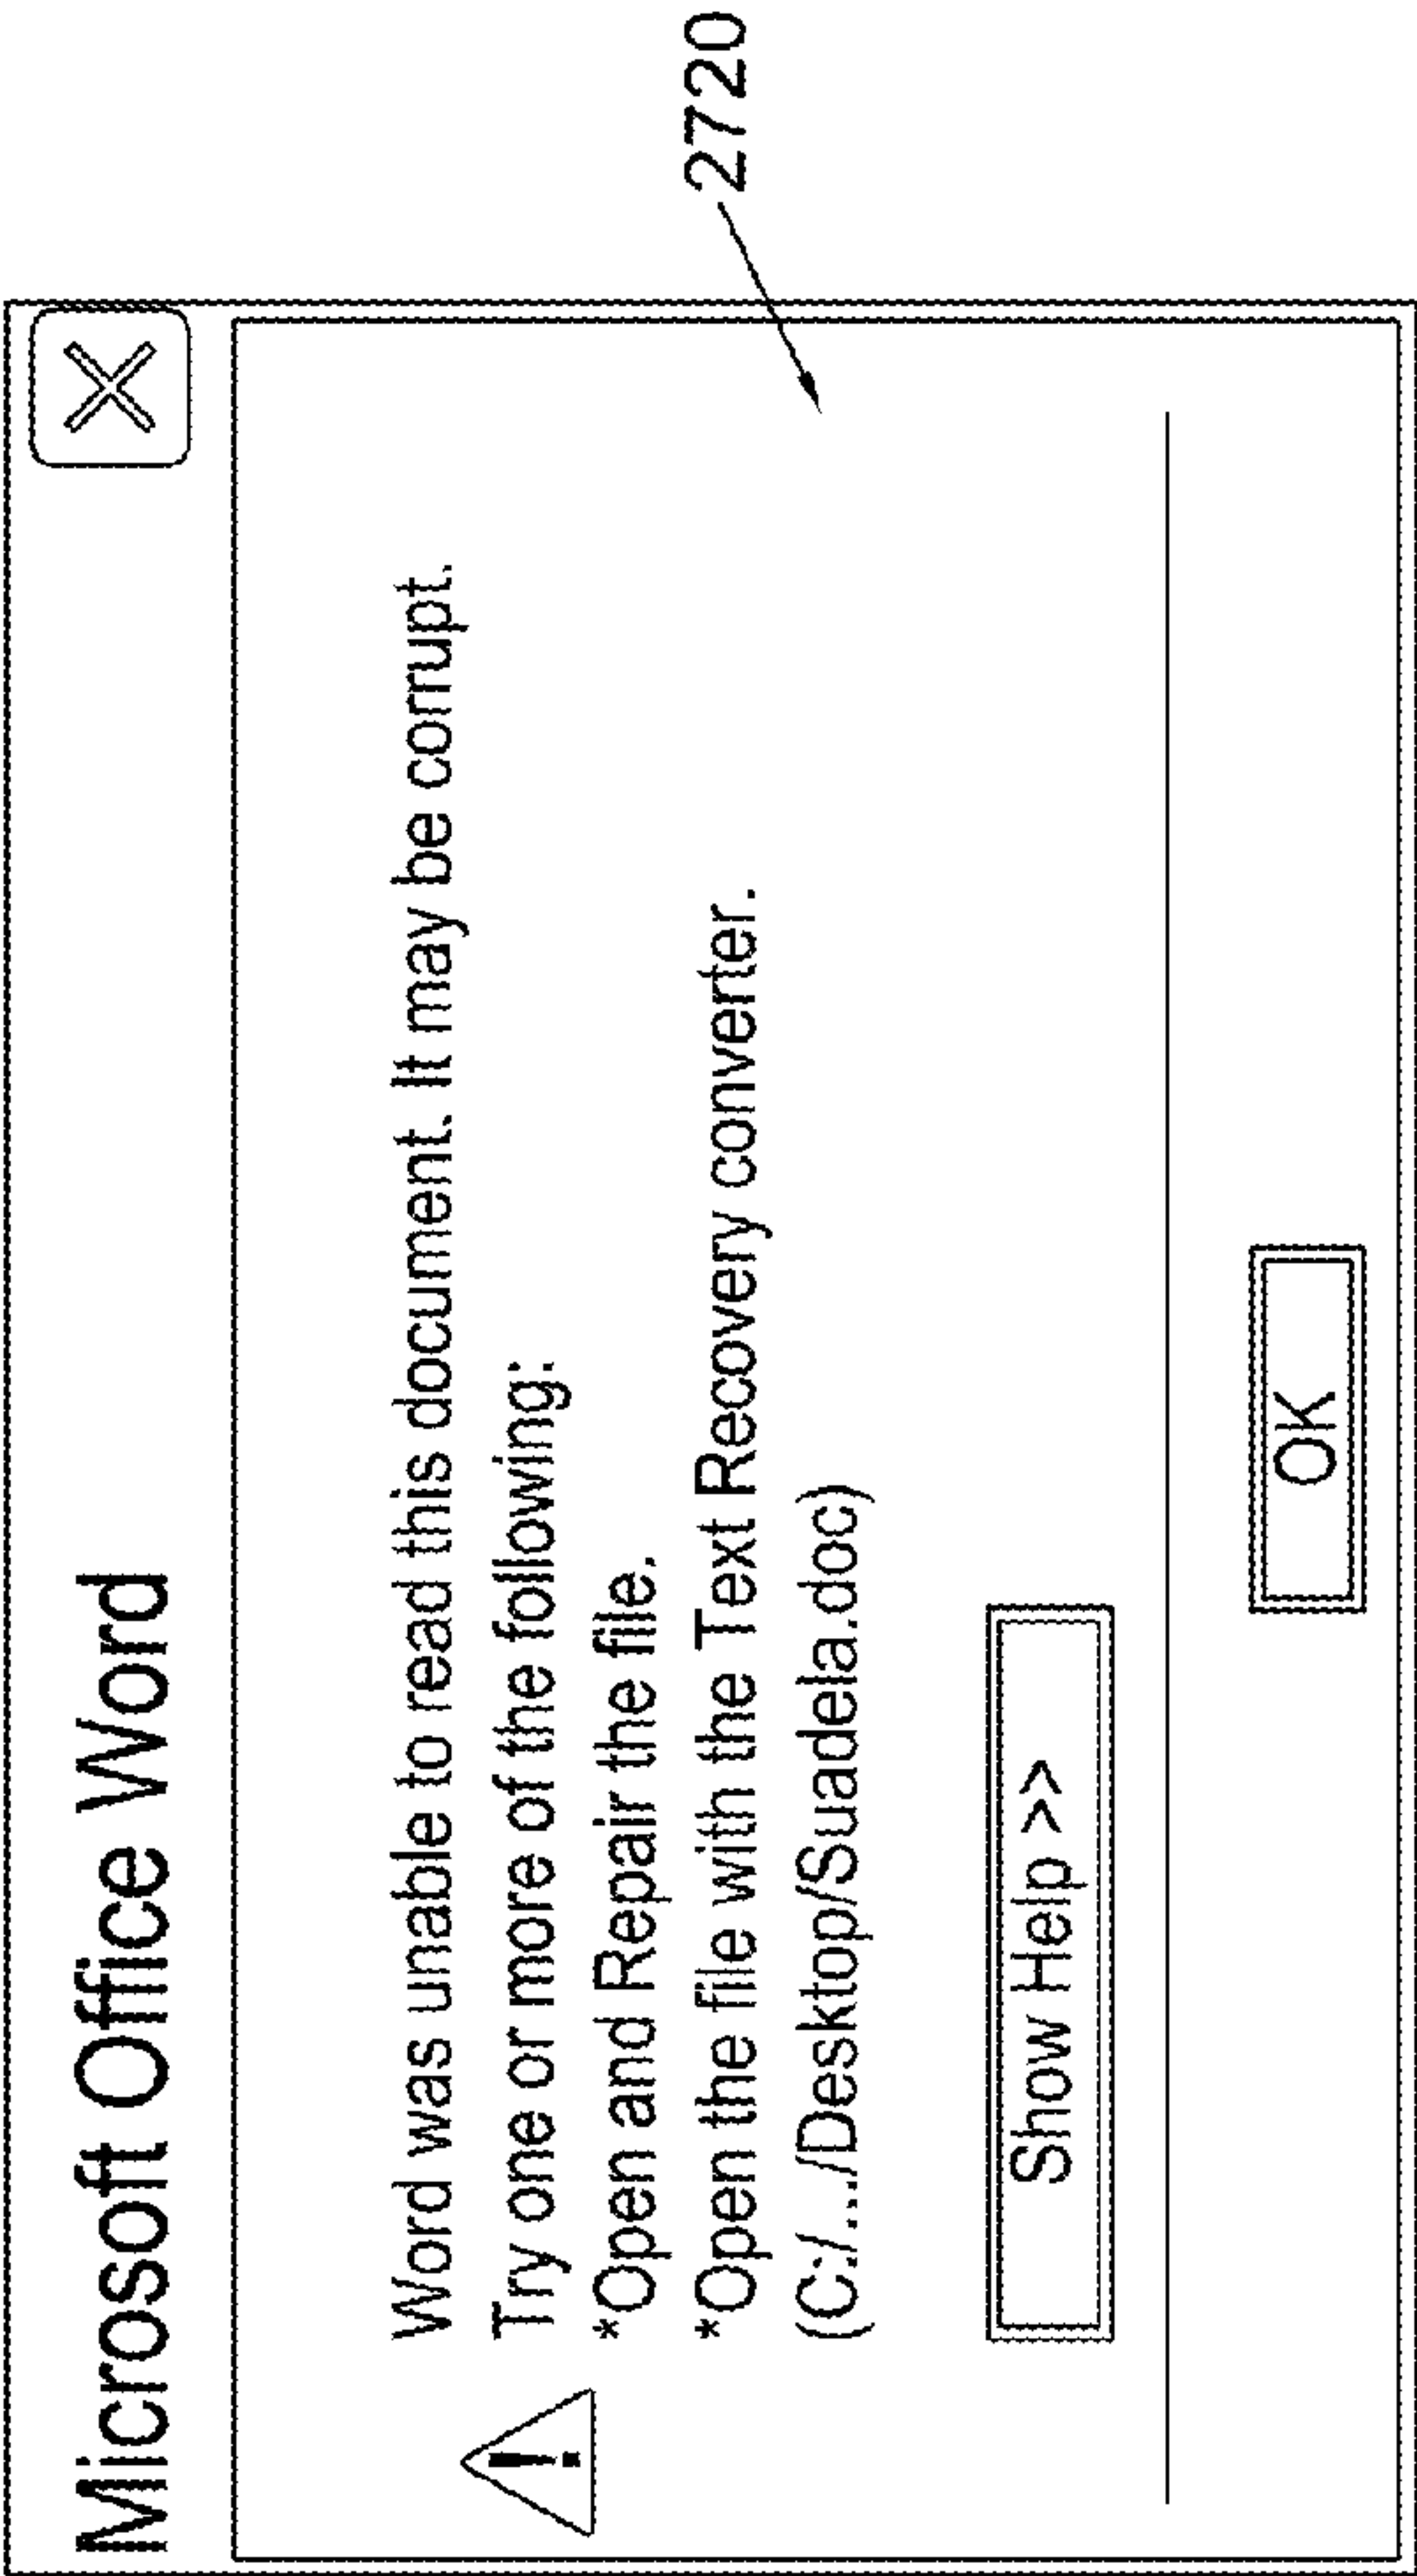 Microsoft Office Word
X
Word was unable to read this document. It may be corrupt.
Try one or more of the following:
*Open and Repair the file.
*Open the file with the Text Recovery converter.
(C:/.../Desktop/Suadela.doc)
Show Help >>
OK
2720